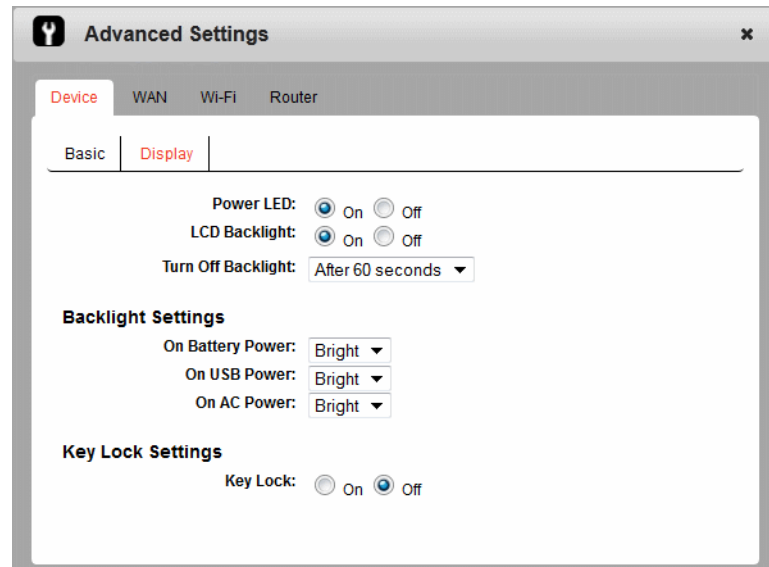 Advanced Settings
Device WAN Wi-Fi Router
Basic Display
Power LED: On Off
LCD Backlight: On Off
Turn Off Backlight: After 60 seconds
Backlight Settings
On Battery Power: Bright
On USB Power: Bright
On AC Power: Bright
Key Lock Settings
Key Lock: On Off